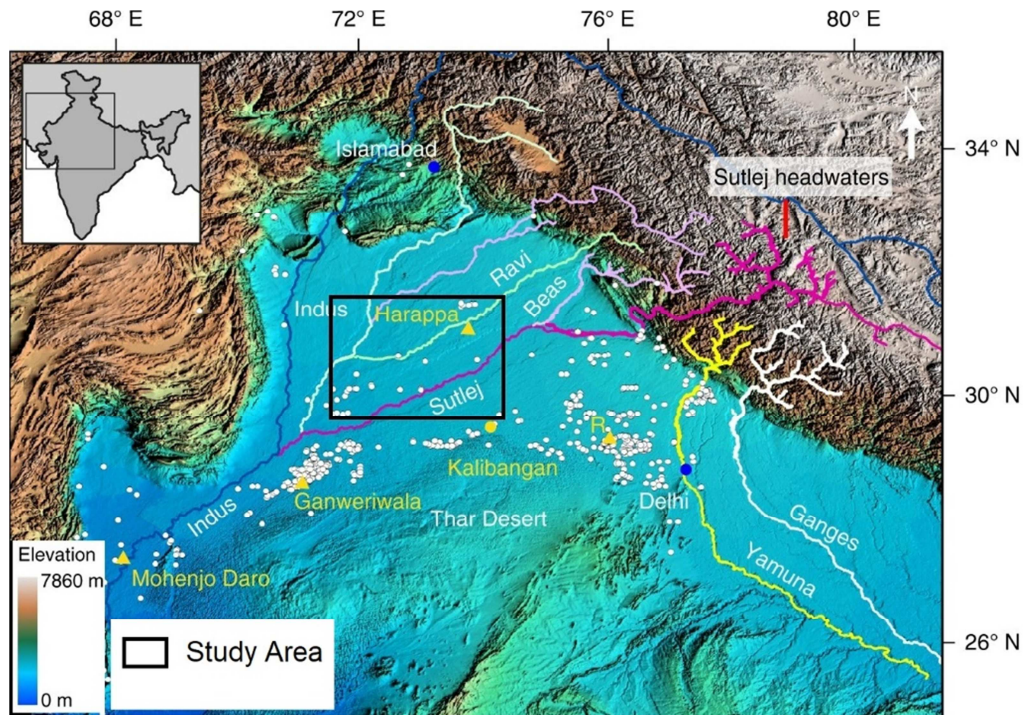 68° E
72° E
76° E
80° E
N
Islamabad
34° N
Sutlej headwaters
Ravi
Beas
Indus
Harappa
Sutlej
30° N
R.
Kalibangan
Ganweriwala
Indus
Thar Desert
Delhi
Ganges
Yamuna
Elevation
7860 m
0 m
Mohenjo Daro
Study Area
26° N